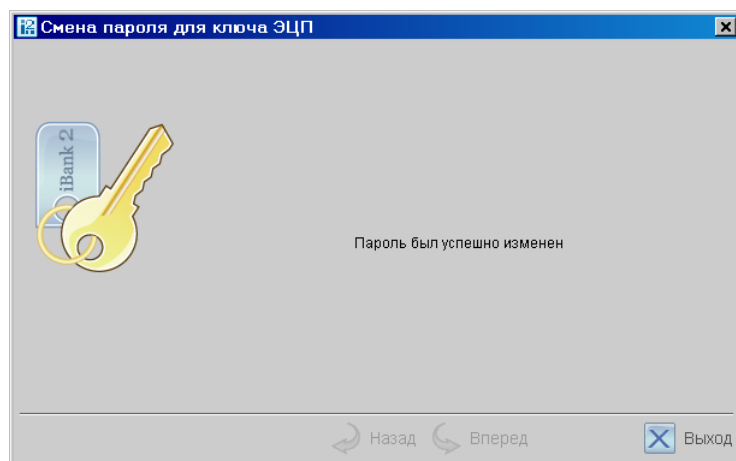 Смена пароля для ключа ЭЦП
iBank 2
Пароль был успешно изменен
Назад Вперед Выход